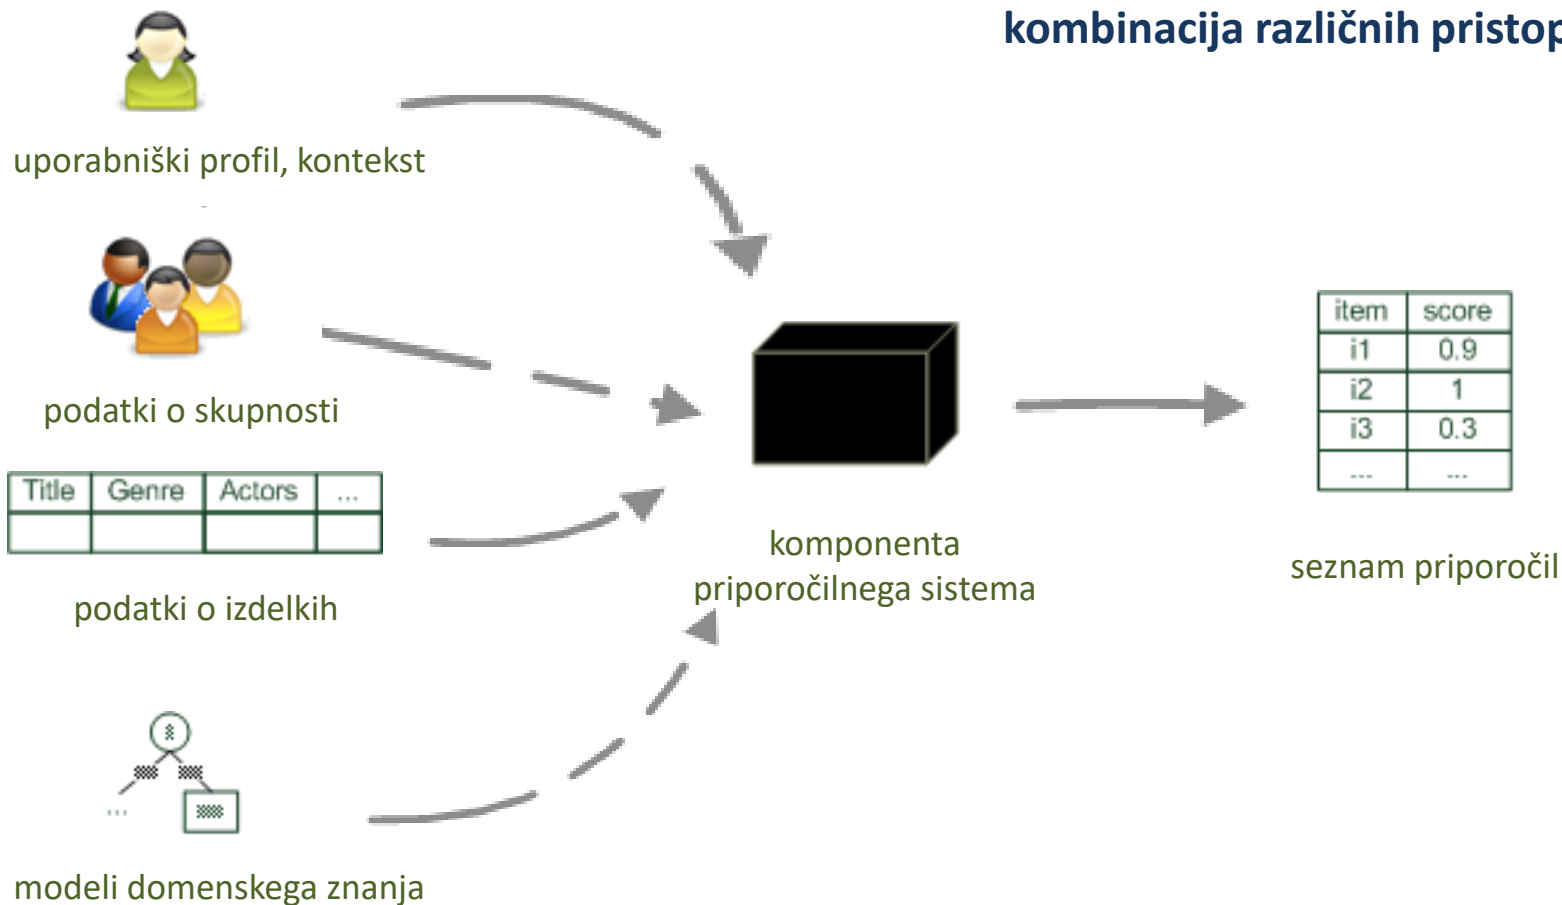 kombinacija različnih pristop
uporabniški profil, kontekst
podatki o skupnosti
Title Genre Actors ...
podatki o izdelkih
modeli domenskega znanja
...
komponenta
priporočilnega sistema
item score
i1 0.9
i2 1
i3 0.3
... ...
seznam priporočil